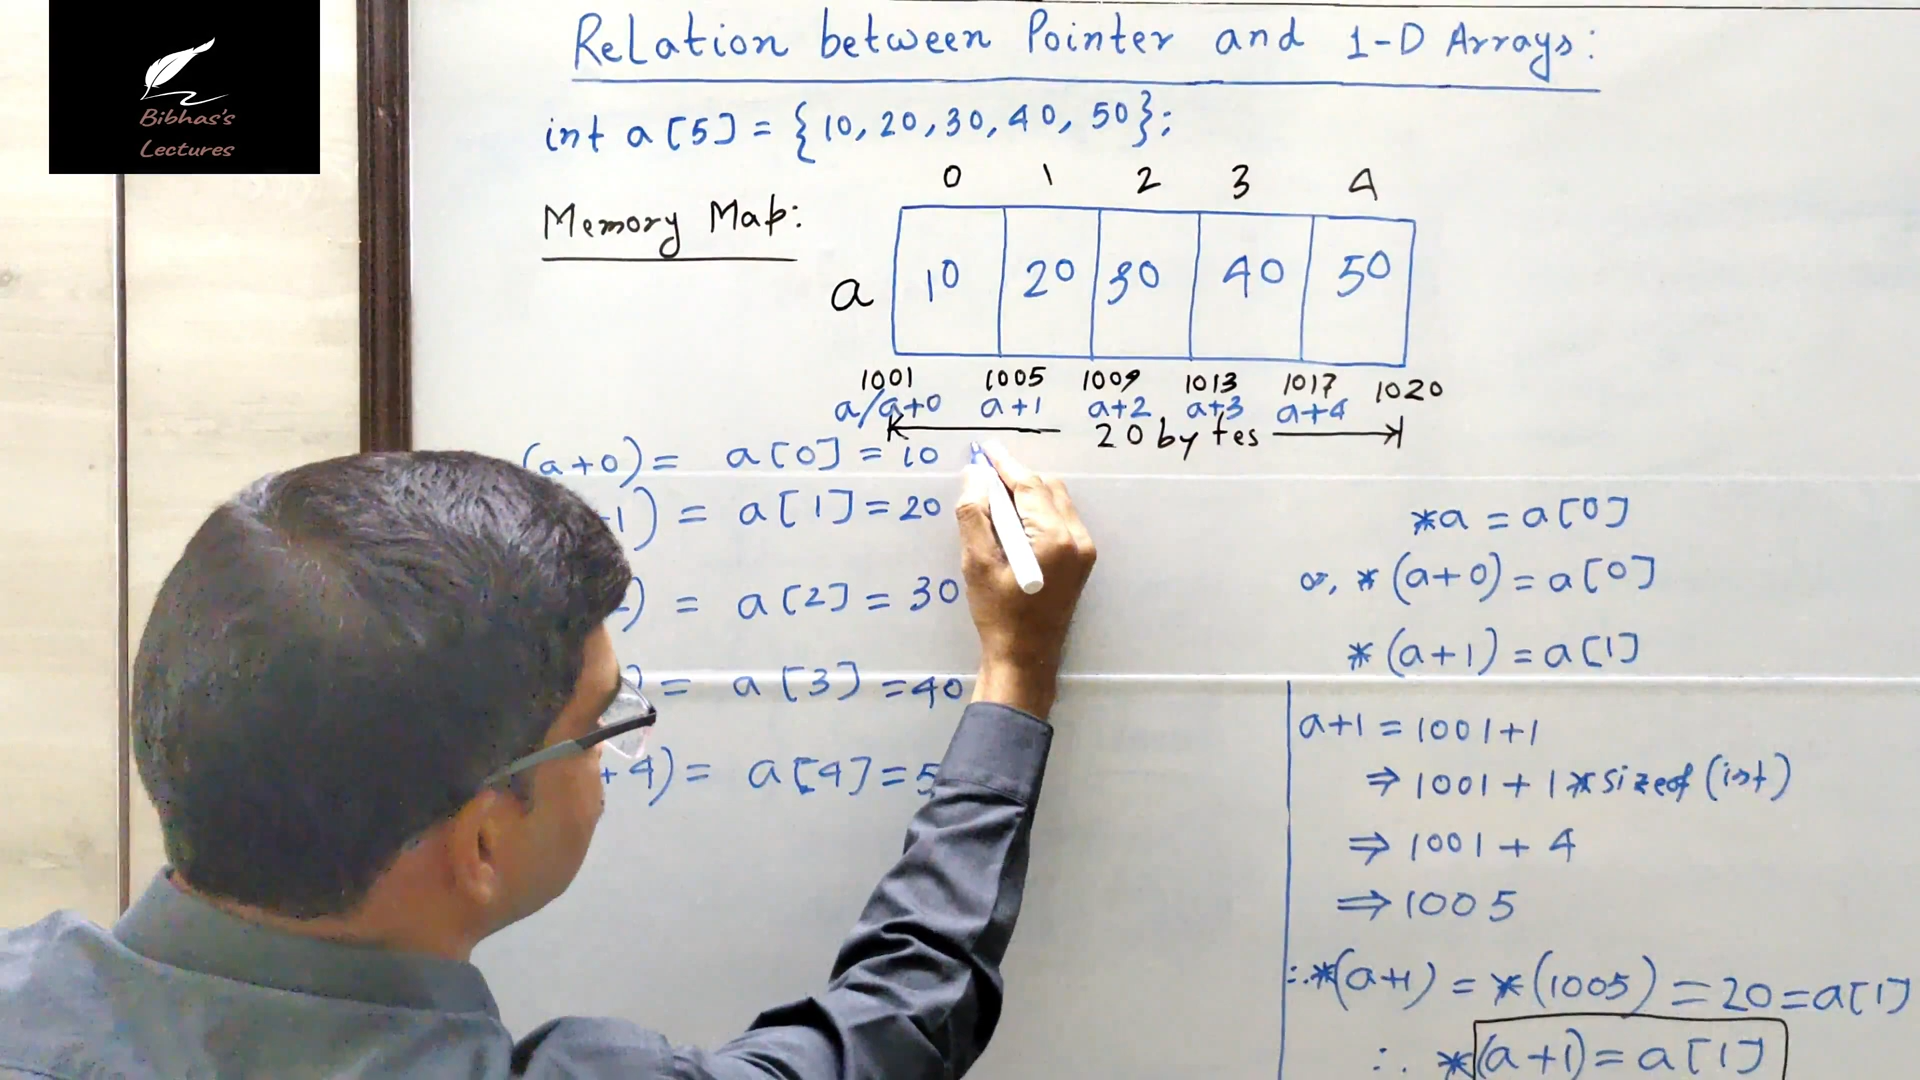 Bibhas's
Lectures
Relation between Pointer and 1-D Arrays:
int a[5] = {10, 20, 30, 40, 50};
Memory Map:
0 1 2 3 4
a 10 20 30 40 50
1001 1005 1009 1013 1017 1020
a/a+0 a+1 a+2 a+3 a+4
20 bytes
(a+0) = a[0] = 10
1) = a[1] = 20
) = a[2] = 30
= a[3] = 40
+4) = a[4] = 5
*a = a[0]
or, *(a+0) = a[0]
*(a+1) = a[1]
a+1 = 1001+1
⇒ 1001 + 1*sizeof(int)
⇒ 1001 + 4
⇒ 1005
∴ *(a+1) = *(1005) = 20 = a[1]
∴ *(a+1) = a[1]